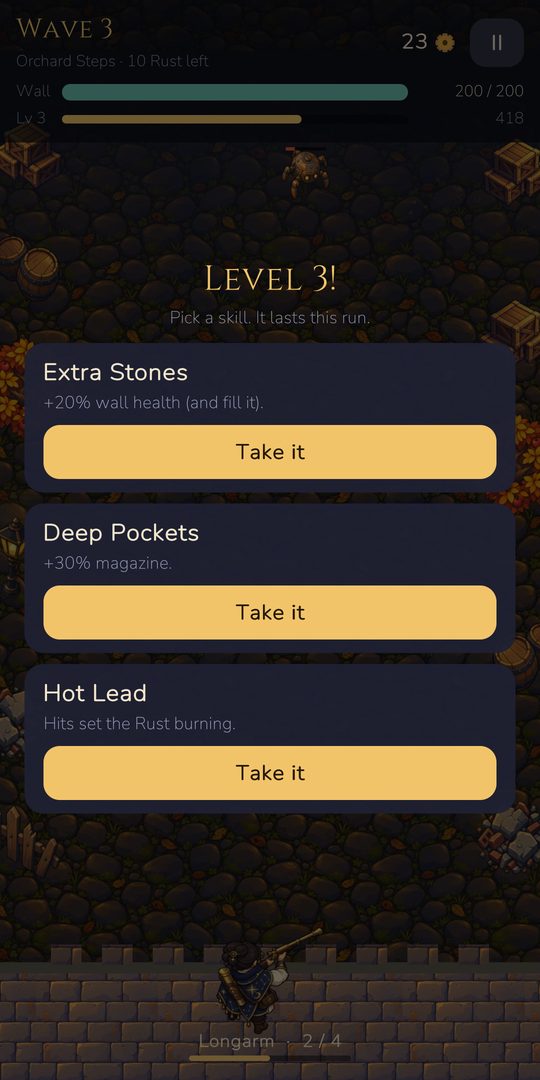 Wave 3
23
Orchard Steps · 10 Rust left
Wall 200 / 200
Lv 3 418
Level 3!
Pick a skill. It lasts this run.
Extra Stones
+20% wall health (and fill it).
Take it
Deep Pockets
+30% magazine.
Take it
Hot Lead
Hits set the Rust burning.
Take it
Longarm · 2 / 4